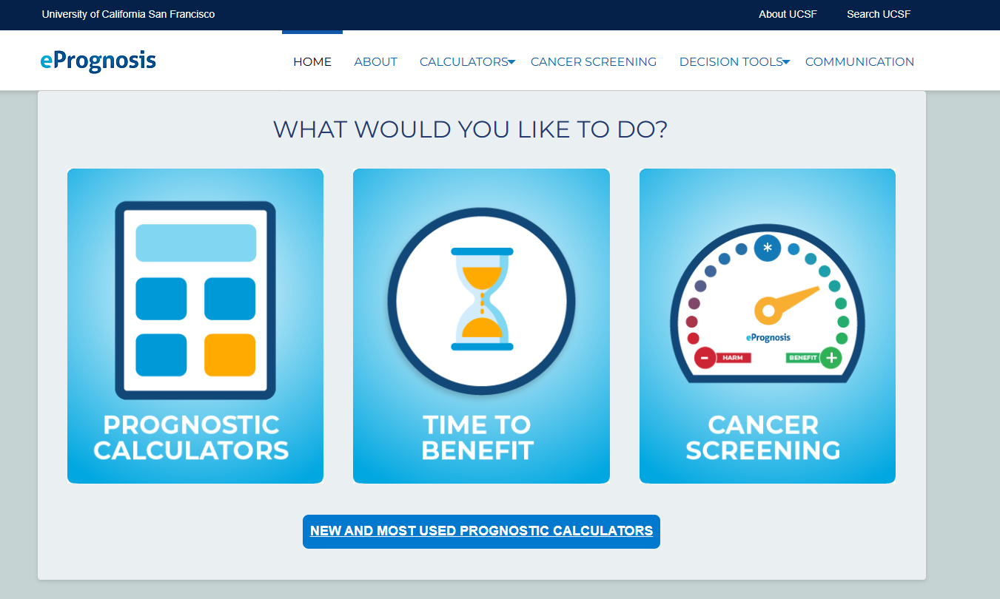 University of California San Francisco
About UCSF
Search UCSF
ePrognosis
HOME
ABOUT
CALCULATORS
CANCER SCREENING
DECISION TOOLS
COMMUNICATION
WHAT WOULD YOU LIKE TO DO?
PROGNOSTIC
CALCULATORS
TIME TO
BENEFIT
*
ePrognosis
- HARM
BENEFIT +
CANCER
SCREENING
NEW AND MOST USED PROGNOSTIC CALCULATORS